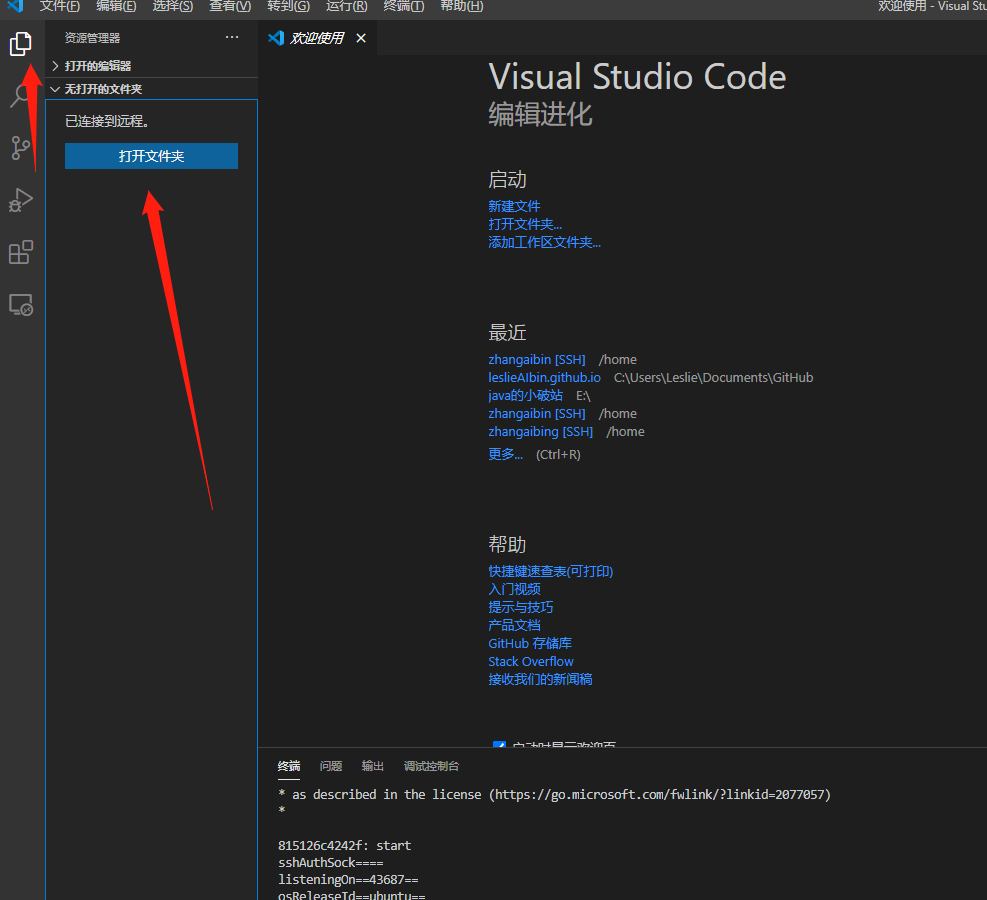 文件(F) 编辑(E) 选择(S) 查看(V) 转到(G) 运行(R) 终端(T) 帮助(H) 欢迎使用 - Visual Stu
资源管理器 ···
欢迎使用
打开的编辑器
无打开的文件夹
已连接到远程。
打开文件夹
Visual Studio Code
编辑进化
启动
新建文件
打开文件夹...
添加工作区文件夹...
最近
zhangaibin [SSH] /home
leslieAIbin.github.io C:\Users\Leslie\Documents\GitHub
java的小破站 E:\
zhangaibin [SSH] /home
zhangaibing [SSH] /home
更多... (Ctrl+R)
帮助
快捷键速查表(可打印)
入门视频
提示与技巧
产品文档
GitHub 存储库
Stack Overflow
接收我们的新闻稿
启动时显示欢迎页
终端 问题 输出 调试控制台
* as described in the license (https://go.microsoft.com/fwlink/?linkid=2077057)
*
815126c4242f: start
sshAuthSock====
listeningOn==43687==
osReleaseId==ubuntu==